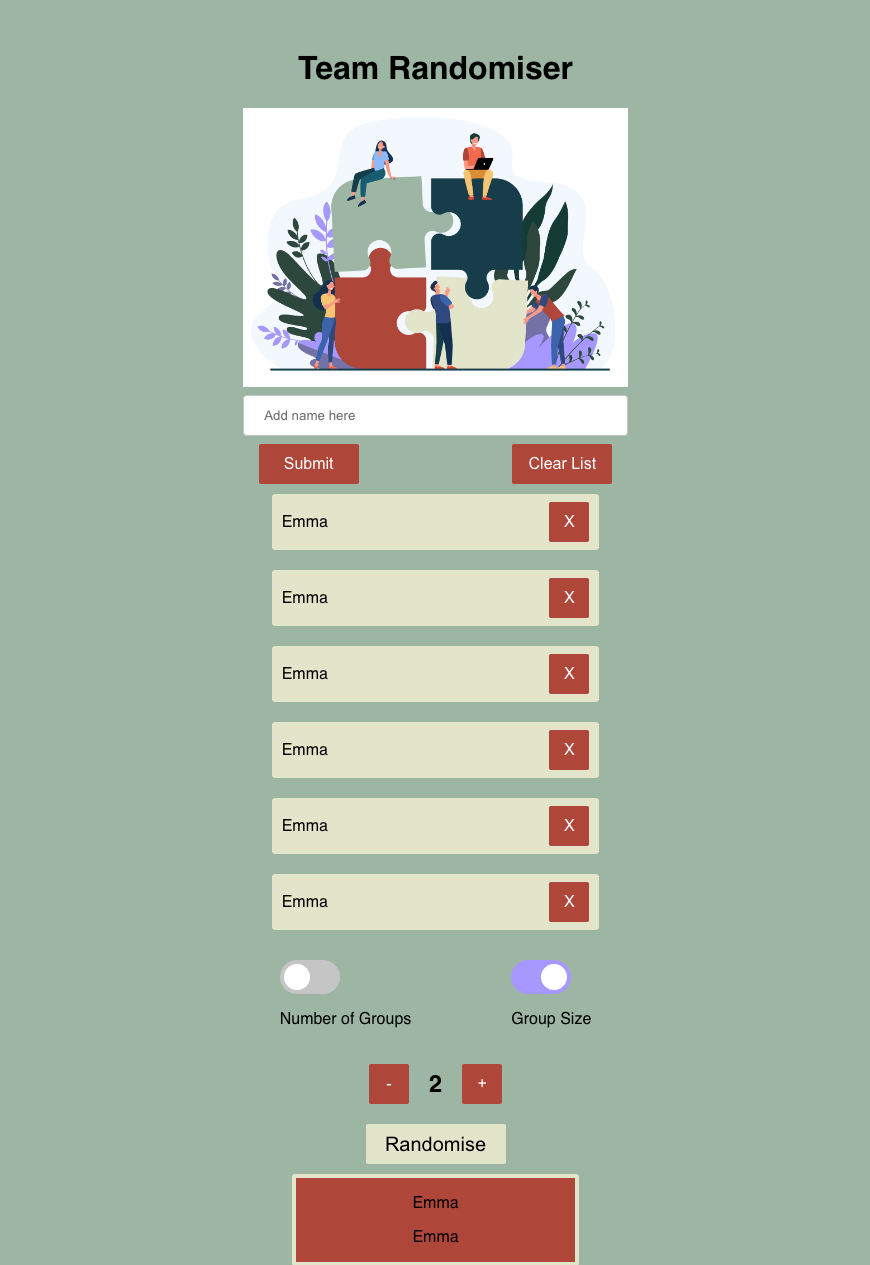 Team Randomiser
Add name here
Submit Clear List
Emma X
Emma X
Emma X
Emma X
Emma X
Emma X
Number of Groups Group Size
- 2 +
Randomise
Emma
Emma